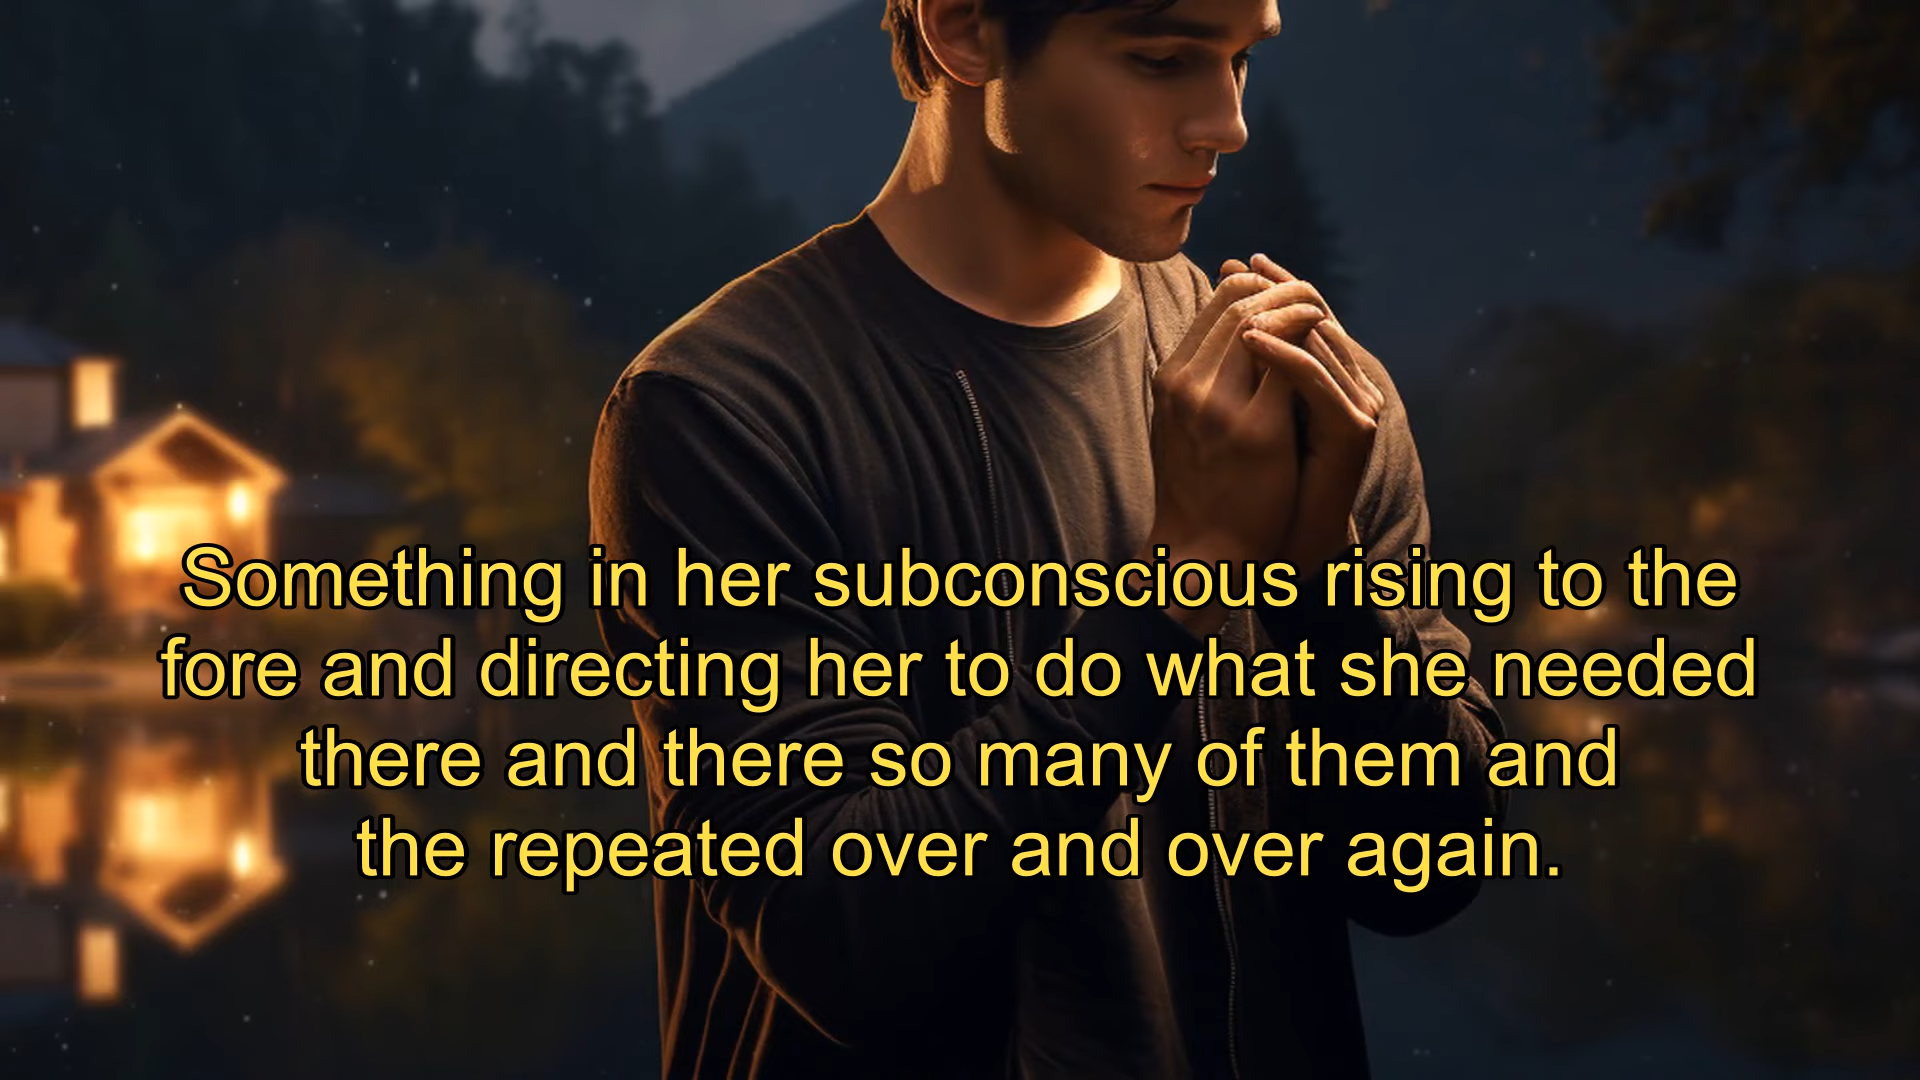 Something in her subconscious rising to the
fore and directing her to do what she needed
there and there so many of them and
the repeated over and over again.